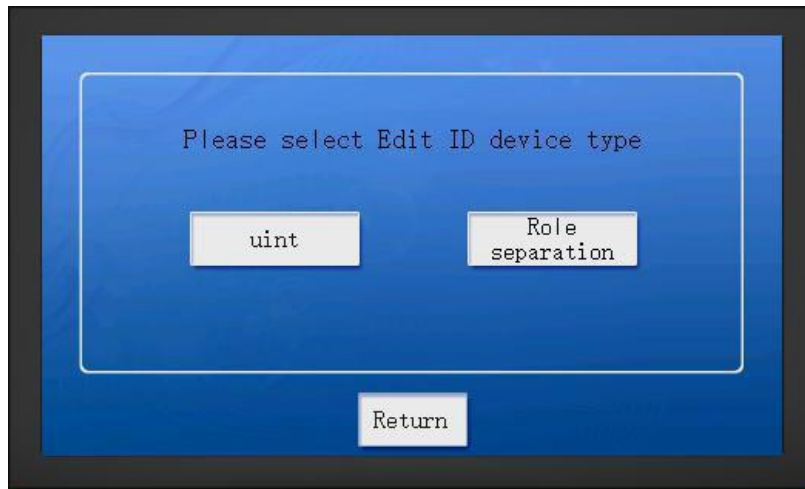 Please select Edit ID device type
uint
Role
separation
Return